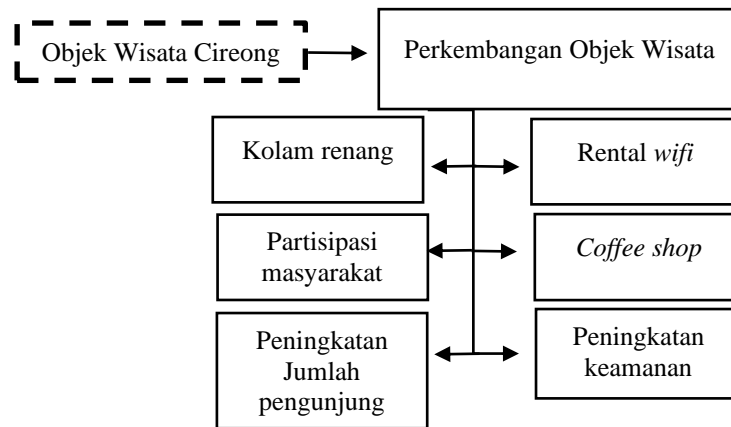 Objek Wisata Cireong
Perkembangan Objek Wisata
Kolam renang
Rental wifi
Partisipasi
masyarakat
Coffee shop
Peningkatan
Jumlah
pengunjung
Peningkatan
keamanan